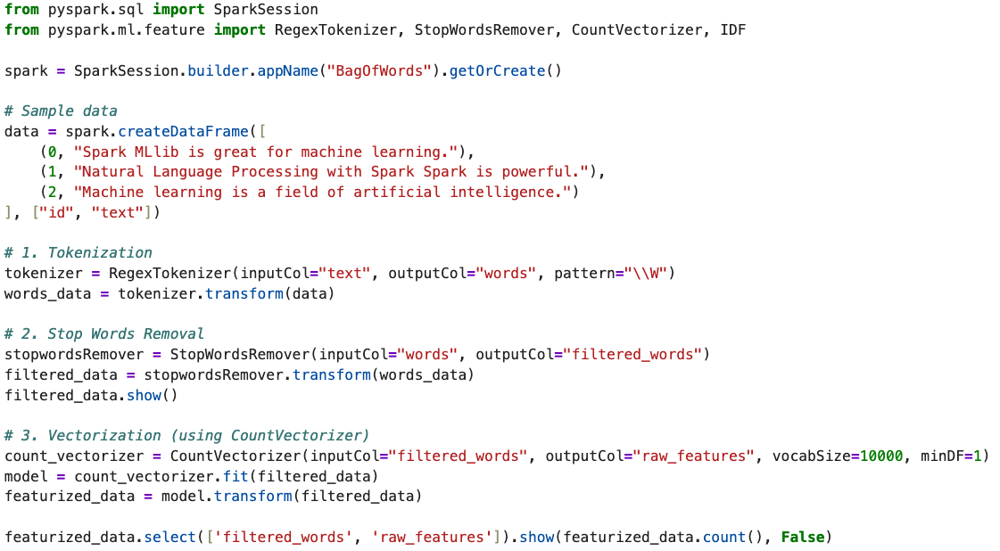 from pyspark.sql import SparkSession
from pyspark.ml.feature import RegexTokenizer, StopWordsRemover, CountVectorizer, IDF

spark = SparkSession.builder.appName("BagOfWords").getOrCreate()

# Sample data
data = spark.createDataFrame([
    (0, "Spark MLlib is great for machine learning."),
    (1, "Natural Language Processing with Spark Spark is powerful."),
    (2, "Machine learning is a field of artificial intelligence.")
], ["id", "text"])

# 1. Tokenization
tokenizer = RegexTokenizer(inputCol="text", outputCol="words", pattern="\\W")
words_data = tokenizer.transform(data)

# 2. Stop Words Removal
stopwordsRemover = StopWordsRemover(inputCol="words", outputCol="filtered_words")
filtered_data = stopwordsRemover.transform(words_data)
filtered_data.show()

# 3. Vectorization (using CountVectorizer)
count_vectorizer = CountVectorizer(inputCol="filtered_words", outputCol="raw_features", vocabSize=10000, minDF=1)
model = count_vectorizer.fit(filtered_data)
featurized_data = model.transform(filtered_data)

featurized_data.select(['filtered_words', 'raw_features']).show(featurized_data.count(), False)